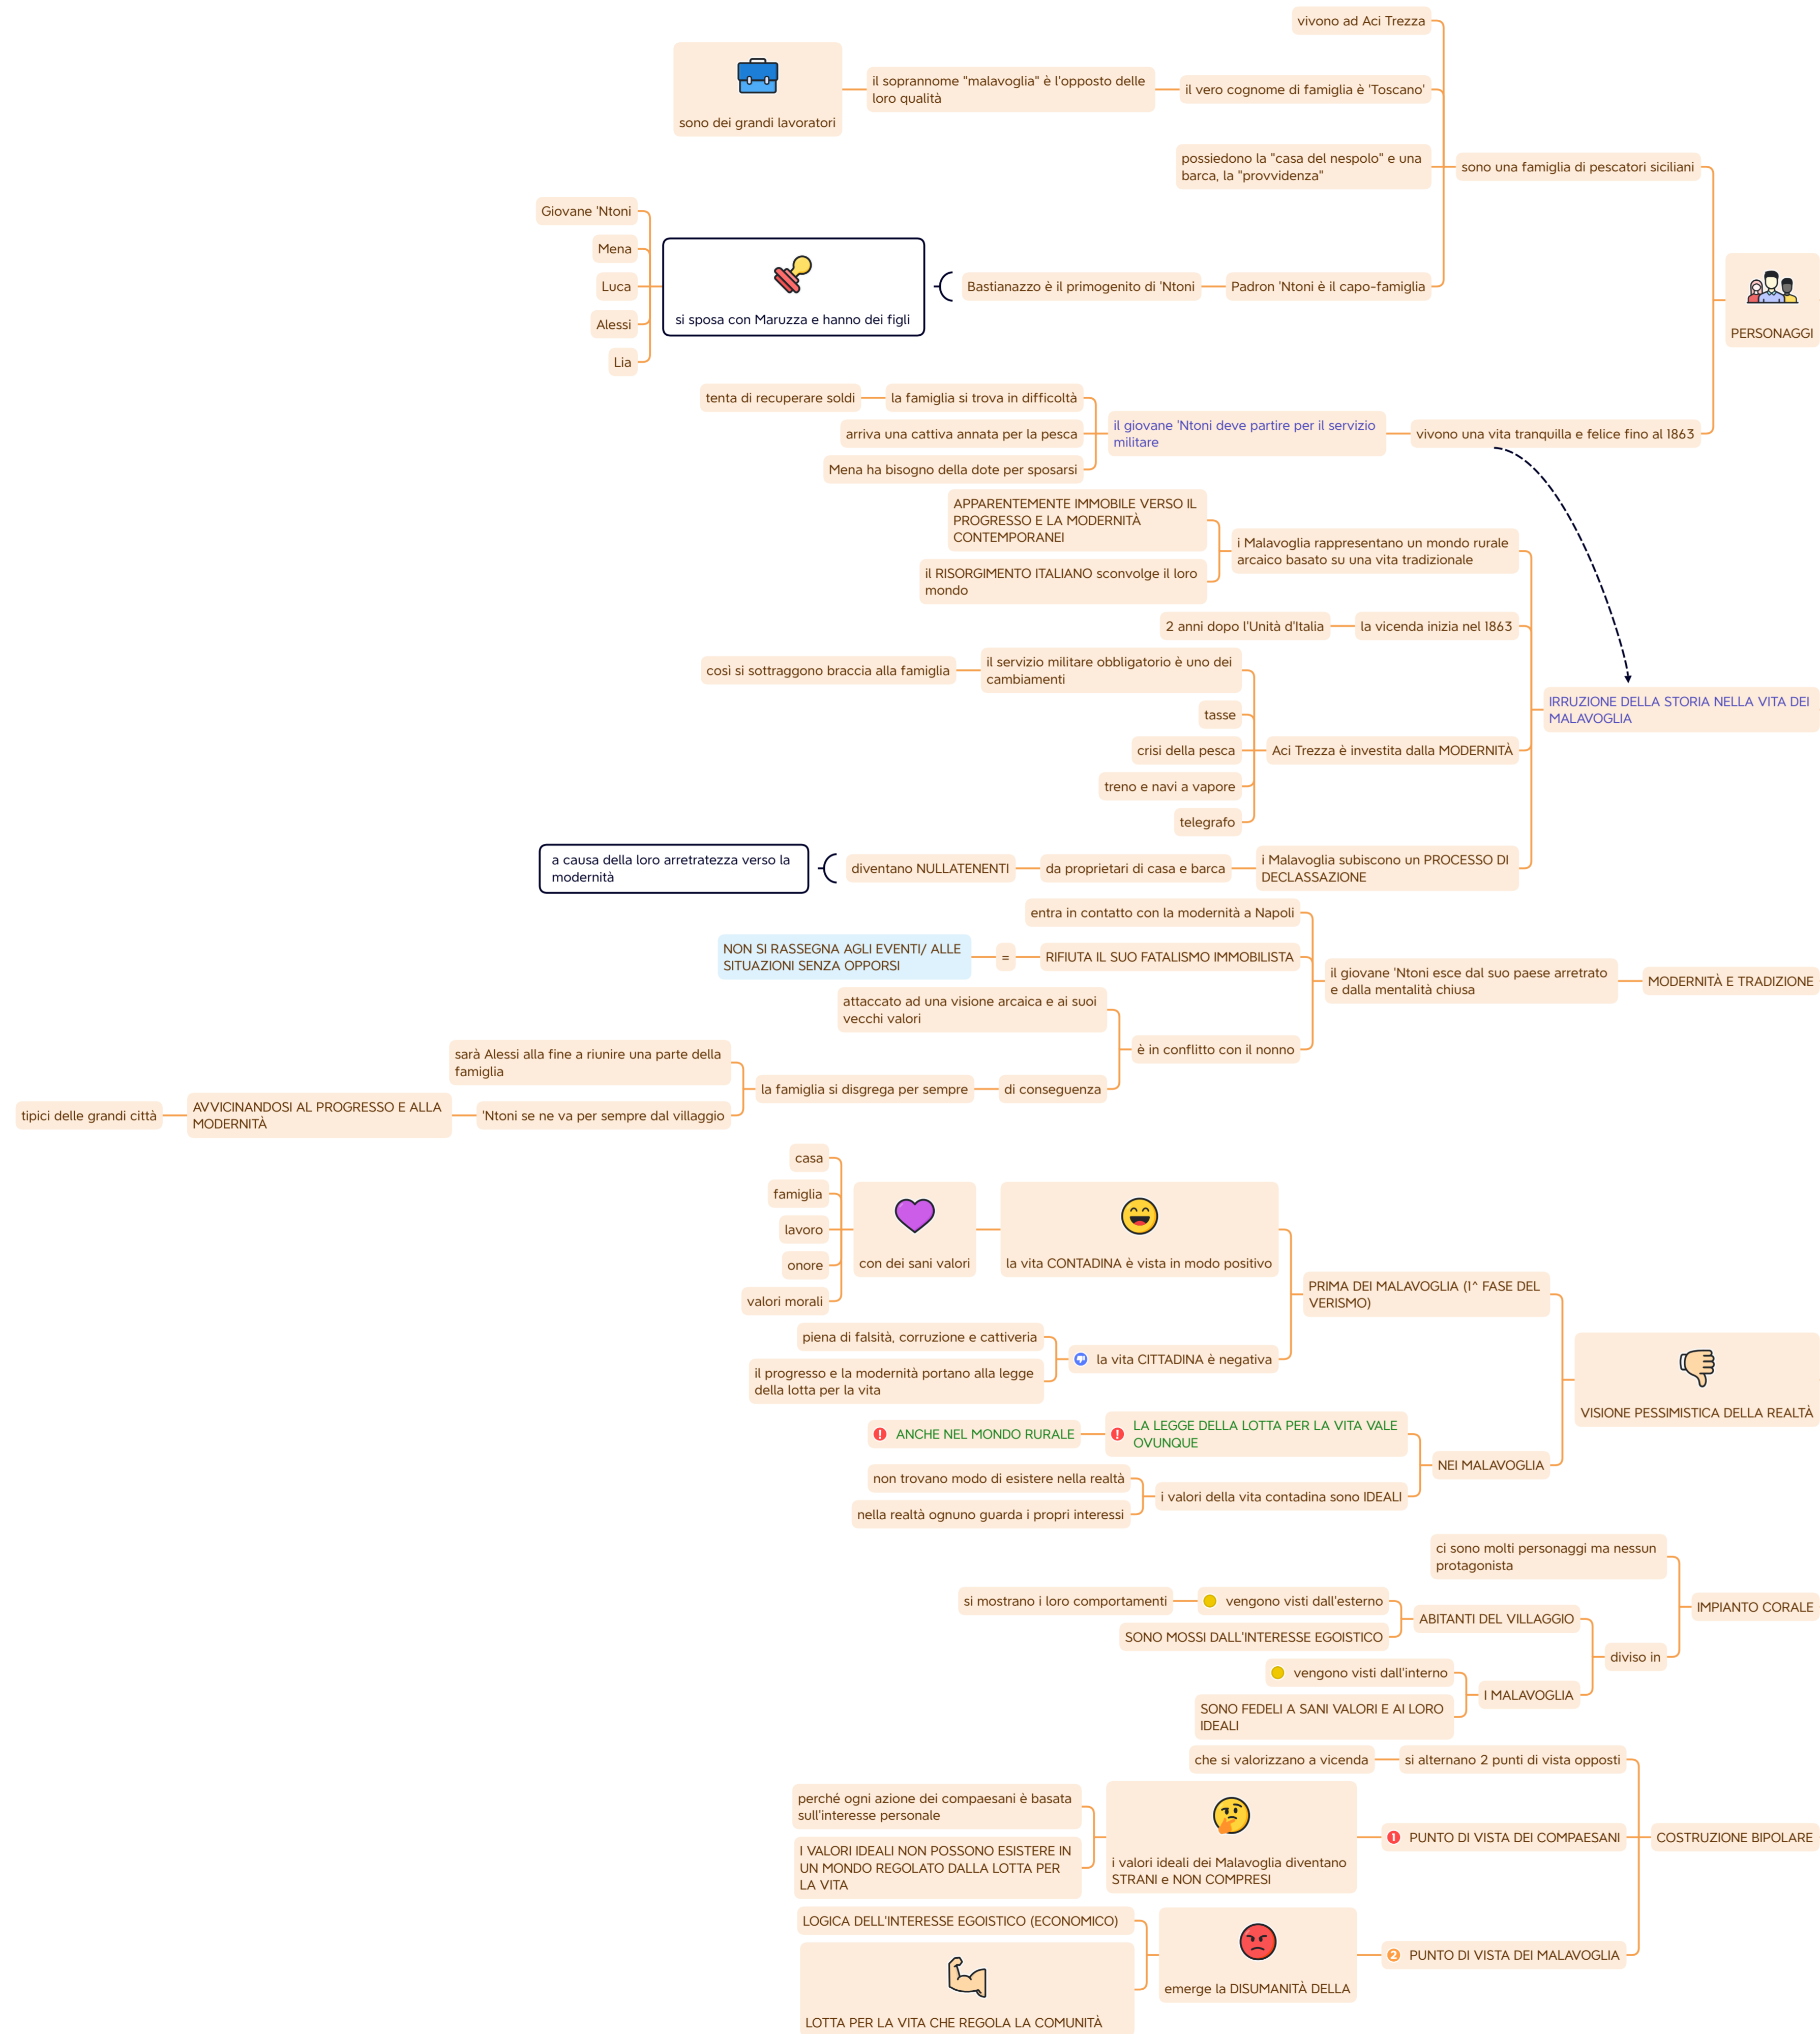 PERSONAGGI
sono una famiglia di pescatori siciliani
vivono ad Aci Trezza
il vero cognome di famiglia è 'Toscano'
il soprannome "malavoglia" è l'opposto delle
loro qualità
sono dei grandi lavoratori
possiedono la "casa del nespolo" e una
barca, la "provvidenza"
Padron 'Ntoni è il capo-famiglia
Bastianazzo è il primogenito di 'Ntoni
si sposa con Maruzza e hanno dei figli
Giovane 'Ntoni
Mena
Luca
Alessi
Lia
vivono una vita tranquilla e felice fino al 1863
il giovane 'Ntoni deve partire per il servizio
militare
la famiglia si trova in difficoltà
tenta di recuperare soldi
arriva una cattiva annata per la pesca
Mena ha bisogno della dote per sposarsi
IRRUZIONE DELLA STORIA NELLA VITA DEI
MALAVOGLIA
i Malavoglia rappresentano un mondo rurale
arcaico basato su una vita tradizionale
APPARENTEMENTE IMMOBILE VERSO IL
PROGRESSO E LA MODERNITÀ
CONTEMPORANEI
il RISORGIMENTO ITALIANO sconvolge il loro
mondo
la vicenda inizia nel 1863
2 anni dopo l'Unità d'Italia
Aci Trezza è investita dalla MODERNITÀ
il servizio militare obbligatorio è uno dei
cambiamenti
così si sottraggono braccia alla famiglia
tasse
crisi della pesca
treno e navi a vapore
telegrafo
i Malavoglia subiscono un PROCESSO DI
DECLASSAZIONE
da proprietari di casa e barca
diventano NULLATENENTI
a causa della loro arretratezza verso la
modernità
MODERNITÀ E TRADIZIONE
il giovane 'Ntoni esce dal suo paese arretrato
e dalla mentalità chiusa
entra in contatto con la modernità a Napoli
RIFIUTA IL SUO FATALISMO IMMOBILISTA
=
NON SI RASSEGNA AGLI EVENTI/ ALLE
SITUAZIONI SENZA OPPORSI
è in conflitto con il nonno
attaccato ad una visione arcaica e ai suoi
vecchi valori
di conseguenza
la famiglia si disgrega per sempre
sarà Alessi alla fine a riunire una parte della
famiglia
'Ntoni se ne va per sempre dal villaggio
AVVICINANDOSI AL PROGRESSO E ALLA
MODERNITÀ
tipici delle grandi città
VISIONE PESSIMISTICA DELLA REALTÀ
PRIMA DEI MALAVOGLIA (1^ FASE DEL
VERISMO)
la vita CONTADINA è vista in modo positivo
con dei sani valori
casa
famiglia
lavoro
onore
valori morali
la vita CITTADINA è negativa
piena di falsità, corruzione e cattiveria
il progresso e la modernità portano alla legge
della lotta per la vita
NEI MALAVOGLIA
LA LEGGE DELLA LOTTA PER LA VITA VALE
OVUNQUE
ANCHE NEL MONDO RURALE
i valori della vita contadina sono IDEALI
non trovano modo di esistere nella realtà
nella realtà ognuno guarda i propri interessi
IMPIANTO CORALE
ci sono molti personaggi ma nessun
protagonista
diviso in
ABITANTI DEL VILLAGGIO
vengono visti dall'esterno
si mostrano i loro comportamenti
SONO MOSSI DALL'INTERESSE EGOISTICO
I MALAVOGLIA
vengono visti dall'interno
SONO FEDELI A SANI VALORI E AI LORO
IDEALI
COSTRUZIONE BIPOLARE
si alternano 2 punti di vista opposti
che si valorizzano a vicenda
1 PUNTO DI VISTA DEI COMPAESANI
i valori ideali dei Malavoglia diventano
STRANI e NON COMPRESI
perché ogni azione dei compaesani è basata
sull'interesse personale
I VALORI IDEALI NON POSSONO ESISTERE IN
UN MONDO REGOLATO DALLA LOTTA PER
LA VITA
2 PUNTO DI VISTA DEI MALAVOGLIA
emerge la DISUMANITÀ DELLA
LOGICA DELL'INTERESSE EGOISTICO (ECONOMICO)
LOTTA PER LA VITA CHE REGOLA LA COMUNITÀ